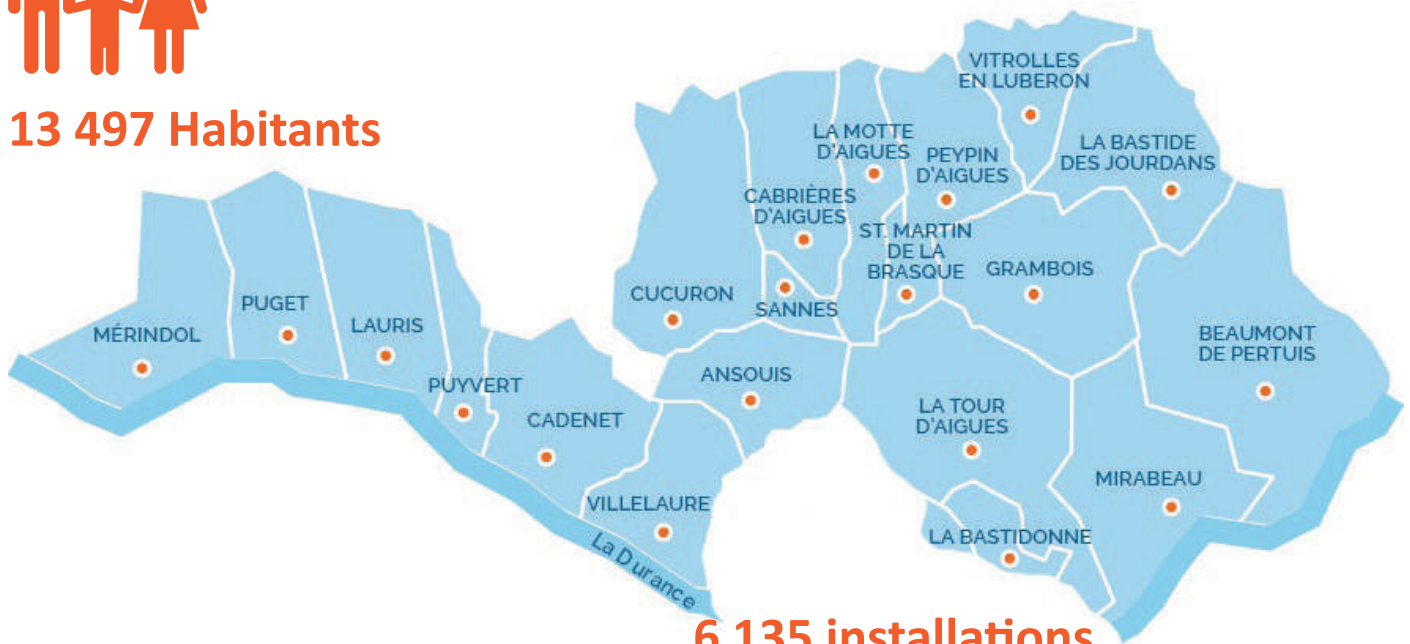 13 497 Habitants
VITROLLES
EN LUBERON
LA MOTTE
D'AIGUES
PEYPIN
D'AIGUES
LA BASTIDE
DES JOURDANS
CABRIÈRES
D'AIGUES
ST. MARTIN
DE LA
BRASQUE
GRAMBOIS
CUCURON
SANNES
PUGET
LAURIS
MÉRINDOL
BEAUMONT
DE PERTUIS
PUYVERT
ANSOUIS
CADENET
LA TOUR
D'AIGUES
MIRABEAU
VILLELAURE
LA BASTIDONNE
La Durance
6 135 installations